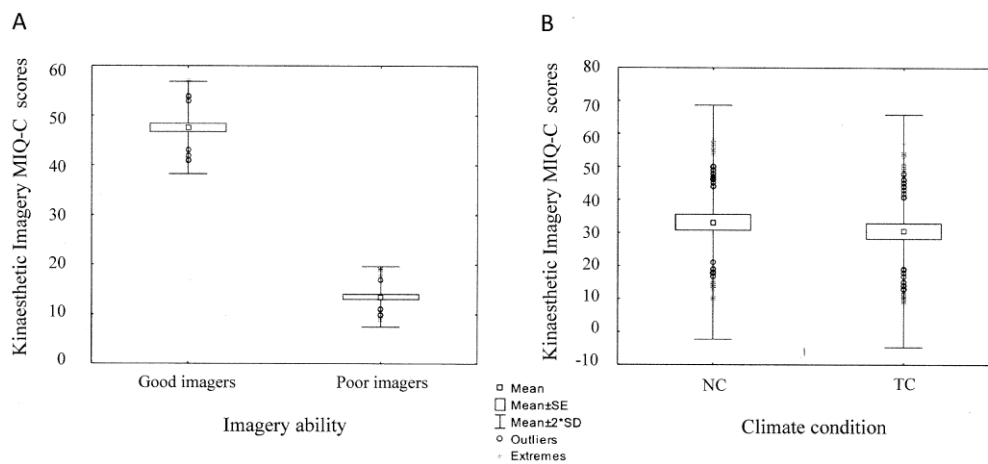 A
Kinaesthetic Imagery MIQ-C scores
60
50
40
30
20
10
0
Good imagers
Poor imagers
Imagery ability
Mean
Mean±SE
Mean±2*SD
Outliers
Extremes
B
Kinaesthetic Imagery MIQ-C scores
80
70
60
50
40
30
20
10
0
-10
NC
TC
Climate condition